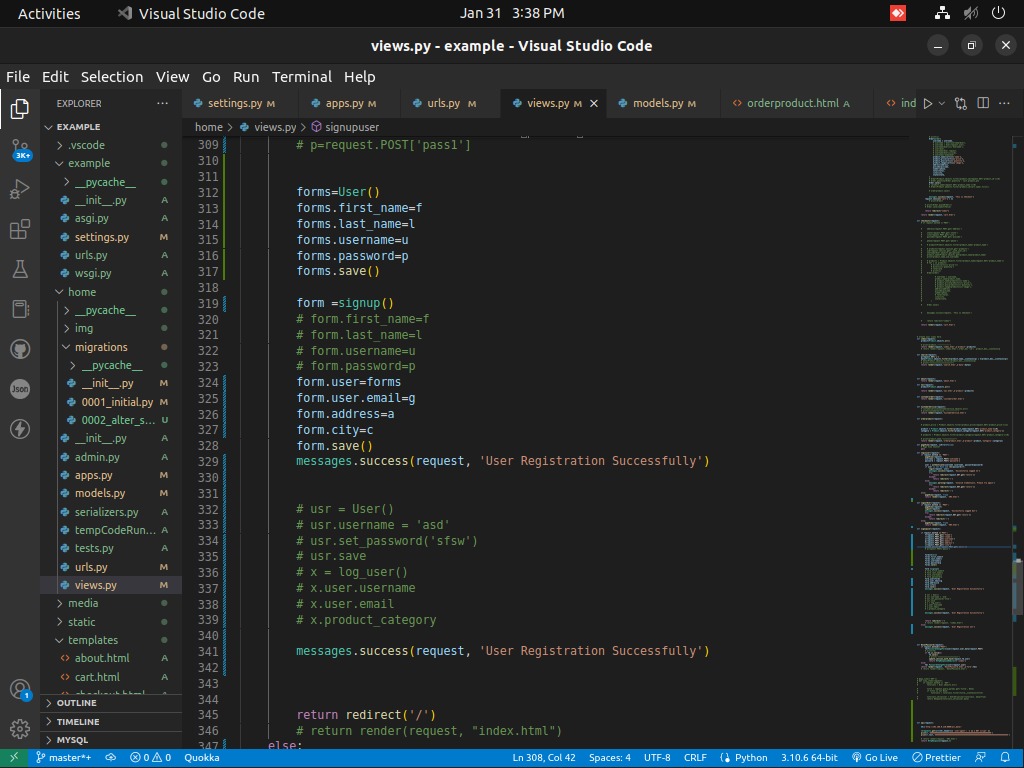 Activities
Visual Studio Code
Jan 31 3:38 PM
views.py - example - Visual Studio Code
File Edit Selection View Go Run Terminal Help
EXPLORER ···
settings.py M
apps.py M
urls.py M
views.py M
models.py M
orderproduct.html A
ind
home > views.py > signupuser
3K+
Json
1
EXAMPLE
.vscode
example
__pycache__
__init__.py A
asgi.py A
settings.py M
urls.py A
wsgi.py A
home
__pycache__
img
migrations
__pycache__
__init__.py M
0001_initial.py M
0002_alter_s... U
__init__.py A
admin.py A
apps.py M
models.py M
serializers.py A
tempCodeRun... A
tests.py A
urls.py M
views.py M
media
static
templates
about.html A
cart.html A
checkout.html A
OUTLINE
TIMELINE
MYSQL
309 # p=request.POST['pass1']
310
311
312 forms=User()
313 forms.first_name=f
314 forms.last_name=l
315 forms.username=u
316 forms.password=p
317 forms.save()
318
319 form =signup()
320 # form.first_name=f
321 # form.last_name=l
322 # form.username=u
323 # form.password=p
324 form.user=forms
325 form.user.email=g
326 form.address=a
327 form.city=c
328 form.save()
329 messages.success(request, 'User Registration Successfully')
330
331
332 # usr = User()
333 # usr.username = 'asd'
334 # usr.set_password('sfsw')
335 # usr.save
336 # x = log_user()
337 # x.user.username
338 # x.user.email
339 # x.product_category
340
341 messages.success(request, 'User Registration Successfully')
342
343
344
345 return redirect('/')
346 # return render(request, "index.html")
347 else:
master*+ 0 0 Quokka Ln 308, Col 42 Spaces: 4 UTF-8 CRLF Python 3.10.6 64-bit Go Live Prettier